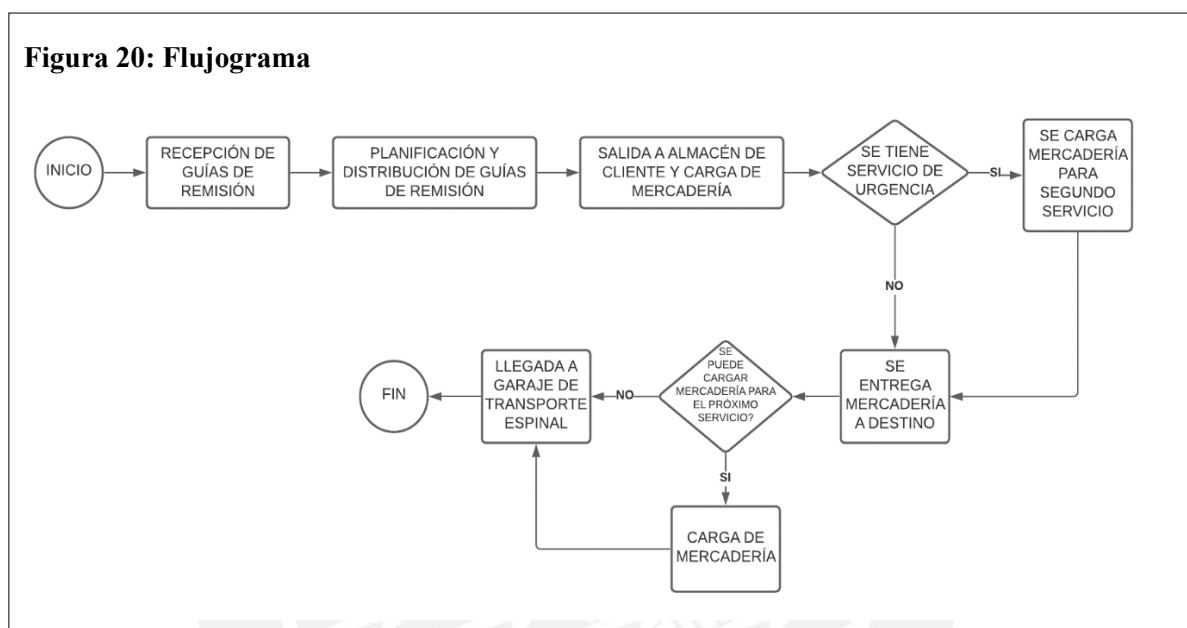 Figura 20: Flujograma
INICIO
RECEPCIÓN DE
GUÍAS DE
REMISIÓN
PLANIFICACIÓN Y
DISTRIBUCIÓN DE GUÍAS
DE REMISIÓN
SALIDA A ALMACÉN DE
CLIENTE Y CARGA DE
MERCADERÍA
SE TIENE
SERVICIO DE
URGENCIA
SI
SE CARGA
MERCADERÍA
PARA
SEGUNDO
SERVICIO
NO
SE
ENTREGA
MERCADERÍA
A DESTINO
SE
PUEDE
CARGAR
MERCADERÍA PARA
EL PRÓXIMO
SERVICIO?
NO
LLEGADA A
GARAJE DE
TRANSPORTE
ESPINAL
FIN
SI
CARGA DE
MERCADERÍA